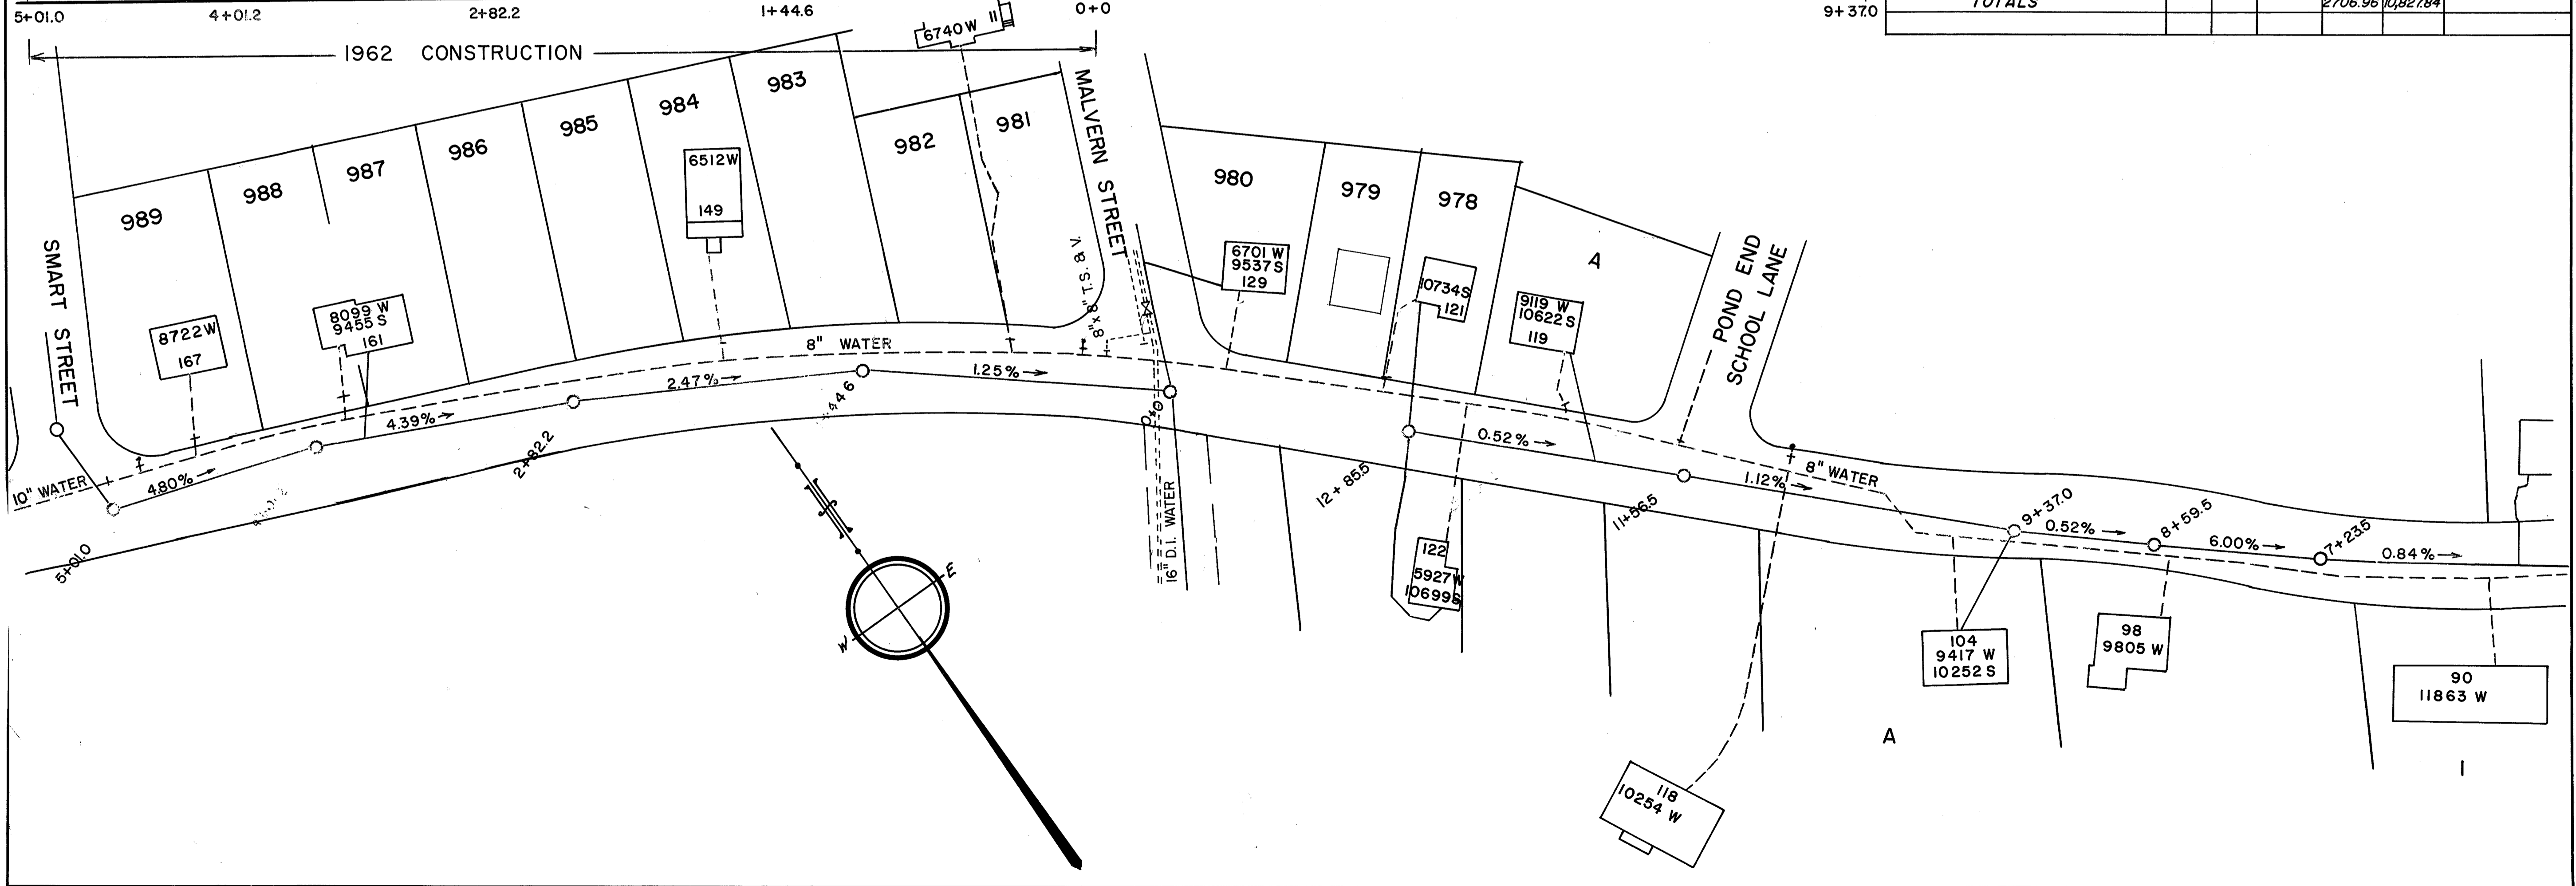 5+01.0 4+01.2 2+82.2 1+44.6 0+0
9+37.0
TOTALS 2706.96 10,827.84
1962 CONSTRUCTION
6740 W
11
MALVERN STREET
SMART STREET
POND END
SCHOOL LANE
989
988
987
986
985
984
983
982
981
980
979
978
A
8722 W
167
8099 W
9455 S
161
6512 W
149
8" x 8" T.S. & V.
6701 W
9537 S
129
10734 S
121
9119 W
10622 S
119
10" WATER
8" WATER
16" D.I. WATER
8" WATER
4.80%
4.39%
2.47%
1.25%
0.52%
1.12%
0.52%
6.00%
0.84%
5+01.0
2+82.2
0+0
12+85.5
11+56.5
9+37.0
8+59.5
7+23.5
E
W
122
5927 W
10699 S
118
10254 W
104
9417 W
10252 S
98
9805 W
90
11863 W
A
1